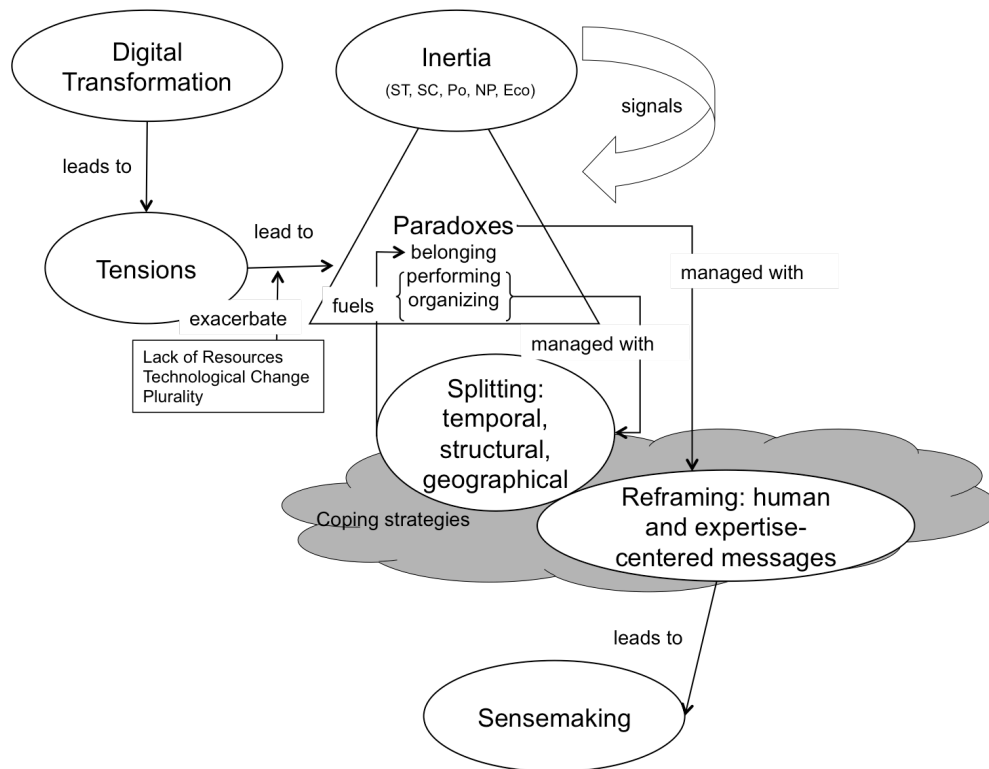 Digital
Transformation
Inertia
(ST, SC, Po, NP, Eco)
signals
leads to
Tensions
lead to
Paradoxes
belonging
performing
organizing
fuels
managed with
exacerbate
managed with
Lack of Resources
Technological Change
Plurality
Splitting:
temporal,
structural,
geographical
Coping strategies
Reframing: human
and expertise-
centered messages
leads to
Sensemaking